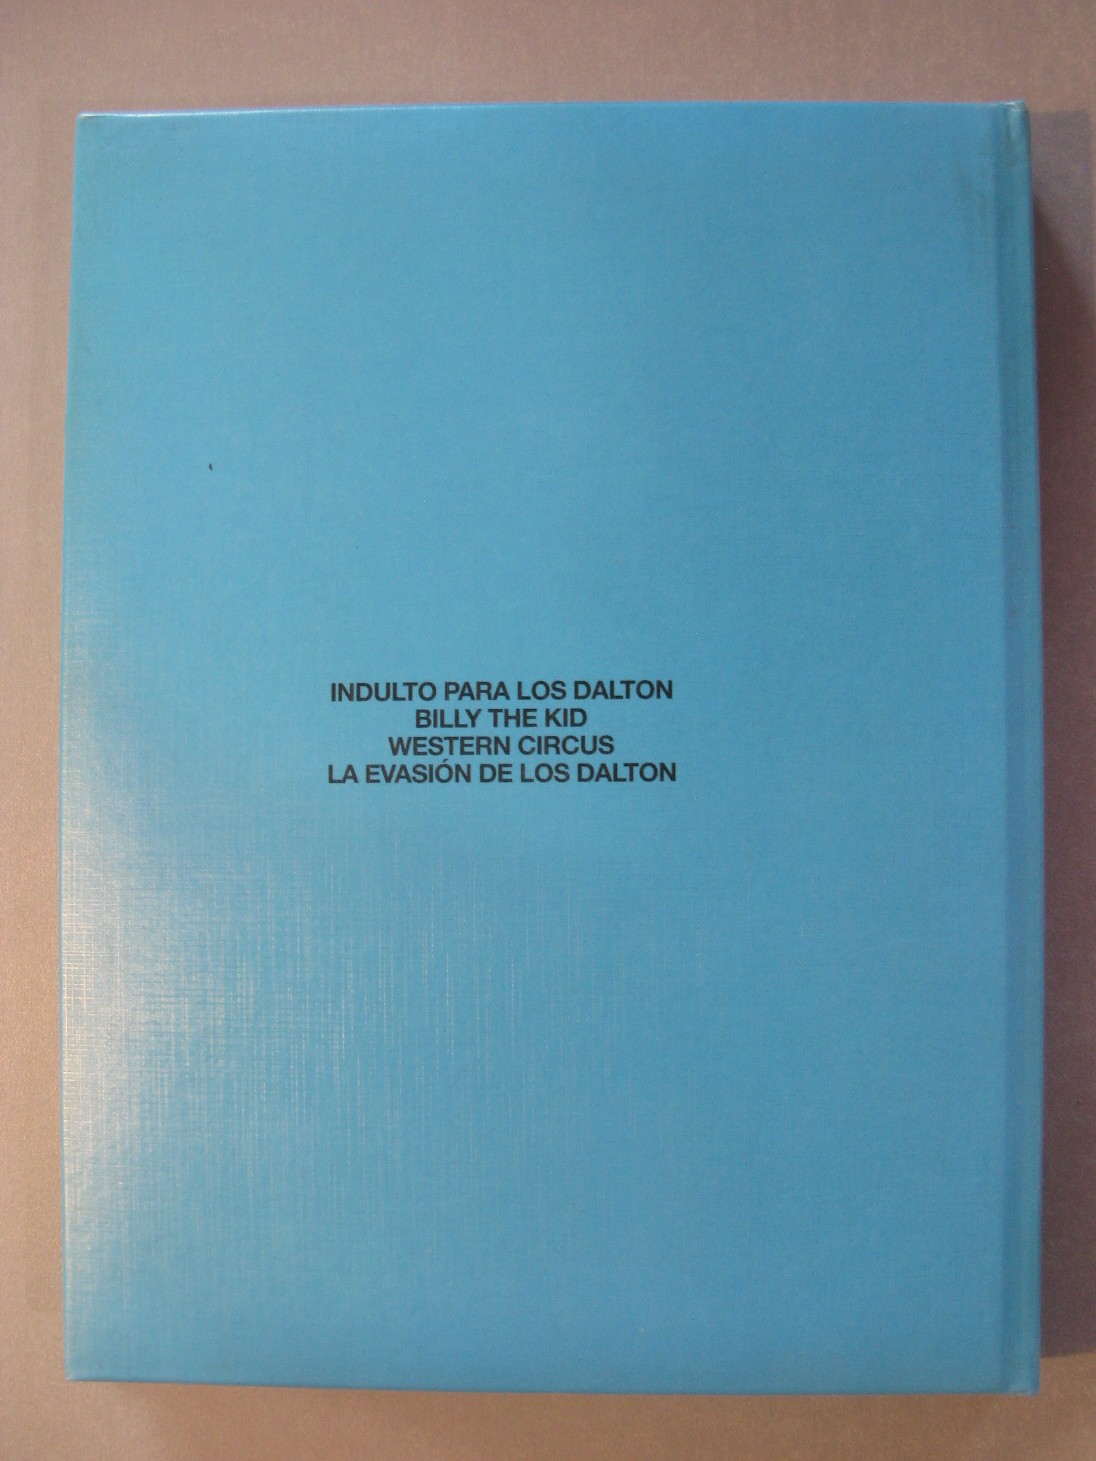 INDULTO PARA LOS DALTON
BILLY THE KID
WESTERN CIRCUS
LA EVASIÓN DE LOS DALTON